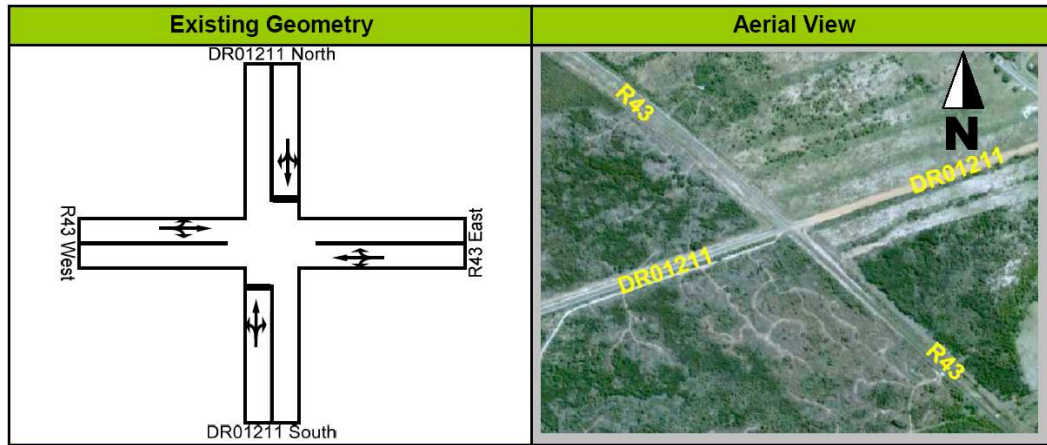 Existing Geometry
Aerial View
DR01211 North
R43 West
R43 East
DR01211 South
R43
N
DR01211
DR01211
R43